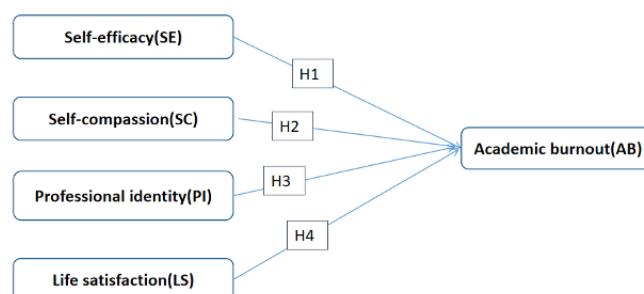 Self-efficacy(SE)
H1
Self-compassion(SC)
H2
Academic burnout(AB)
H3
Professional identity(PI)
H4
Life satisfaction(LS)